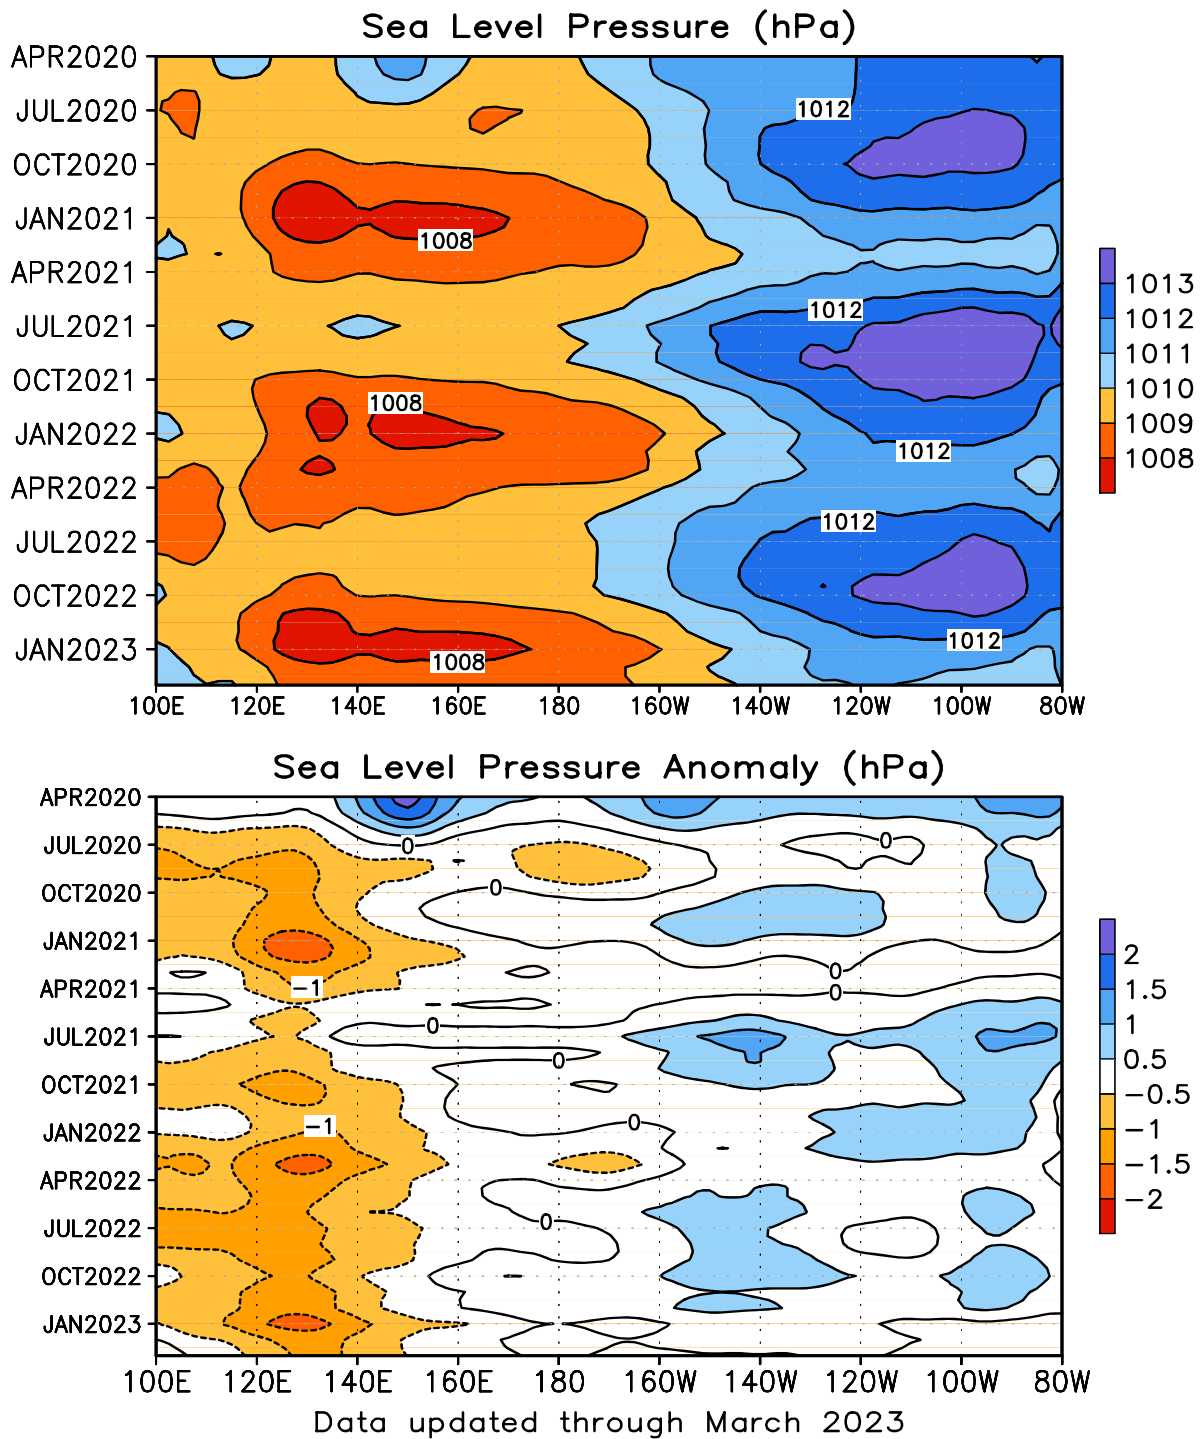 Sea Level Pressure (hPa)
APR2020
JUL2020
OCT2020
JAN2021
APR2021
JUL2021
OCT2021
JAN2022
APR2022
JUL2022
OCT2022
JAN2023
1012
1008
1012
1008
1012
1012
1012
1008
1013
1012
1011
1010
1009
1008
100E 120E 140E 160E 180 160W 140W 120W 100W 80W
Sea Level Pressure Anomaly (hPa)
APR2020
JUL2020
OCT2020
JAN2021
APR2021
JUL2021
OCT2021
JAN2022
APR2022
JUL2022
OCT2022
JAN2023
0
0
0
0
−1
0
0
0
−1
0
0
2
1.5
1
0.5
−0.5
−1
−1.5
−2
100E 120E 140E 160E 180 160W 140W 120W 100W 80W
Data updated through March 2023